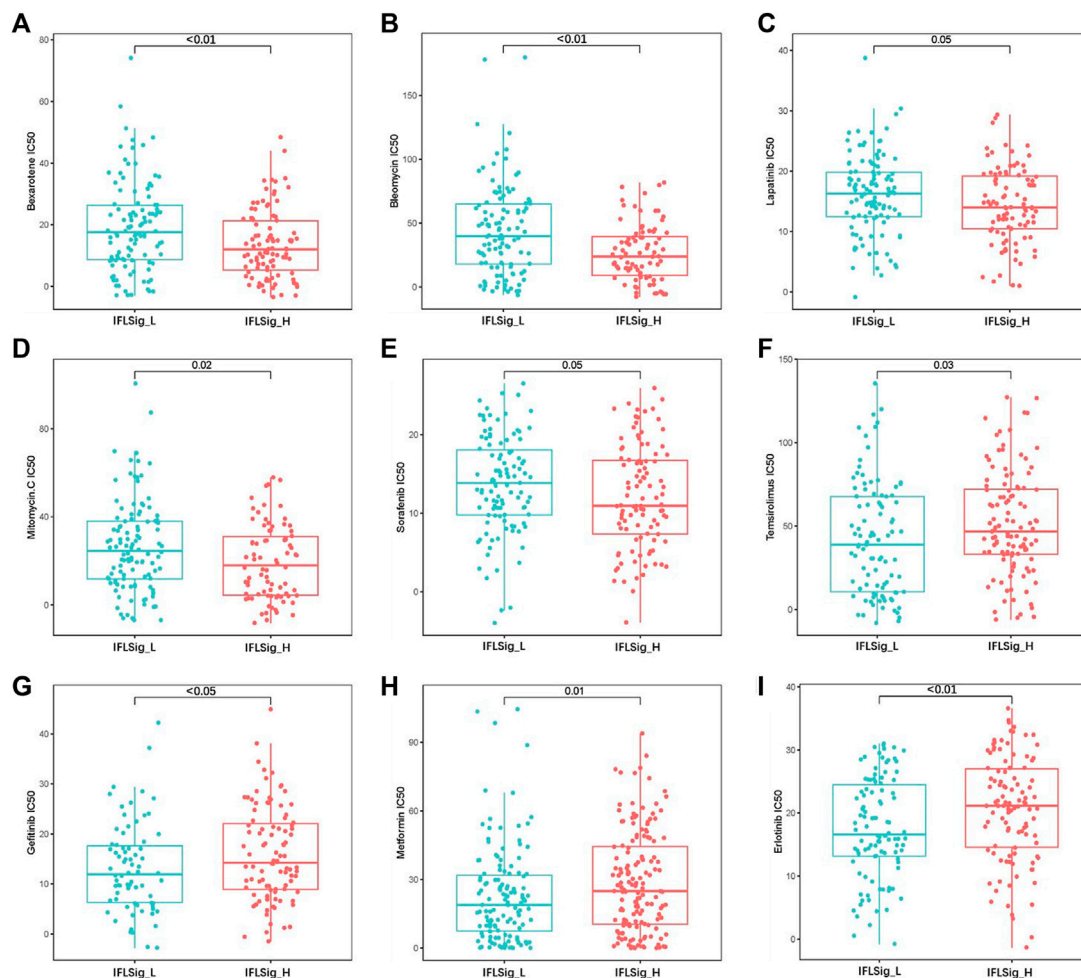 A
<0.01
80
60
40
20
0
Bexarotene IC50
IFLSig_L IFLSig_H
B
<0.01
150
100
50
0
Bleomycin IC50
IFLSig_L IFLSig_H
C
0.05
40
30
20
10
0
Lapatinib IC50
IFLSig_L IFLSig_H
D
0.02
80
40
0
Mitomycin.C IC50
IFLSig_L IFLSig_H
E
0.05
20
10
0
Sorafenib IC50
IFLSig_L IFLSig_H
F
0.03
150
100
50
0
Temsirolimus IC50
IFLSig_L IFLSig_H
G
<0.05
40
30
20
10
0
Gefitinib IC50
IFLSig_L IFLSig_H
H
0.01
90
60
30
0
Metformin IC50
IFLSig_L IFLSig_H
I
<0.01
40
30
20
10
0
Erlotinib IC50
IFLSig_L IFLSig_H